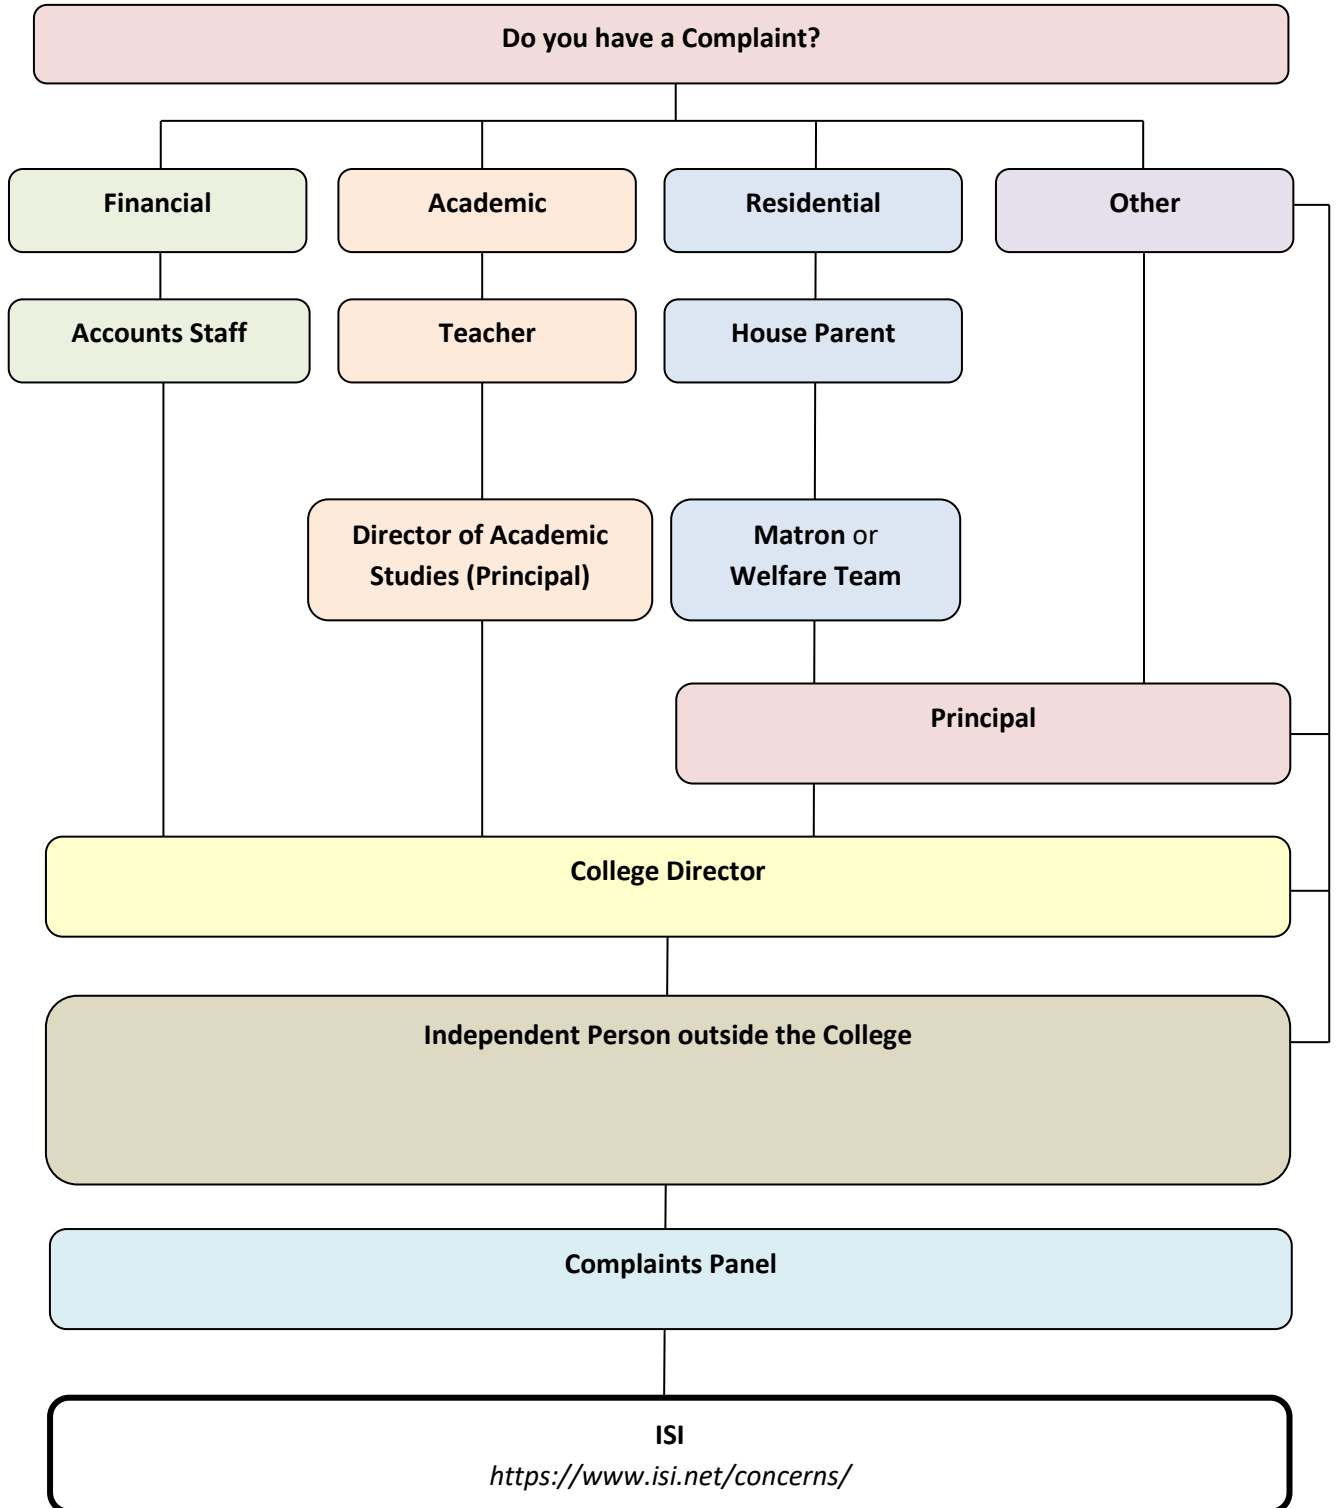 Do you have a Complaint?
Financial
Academic
Residential
Other
Accounts Staff
Teacher
House Parent
Director of Academic
Studies (Principal)
Matron or
Welfare Team
Principal
College Director
Independent Person outside the College
Complaints Panel
ISI
https://www.isi.net/concerns/